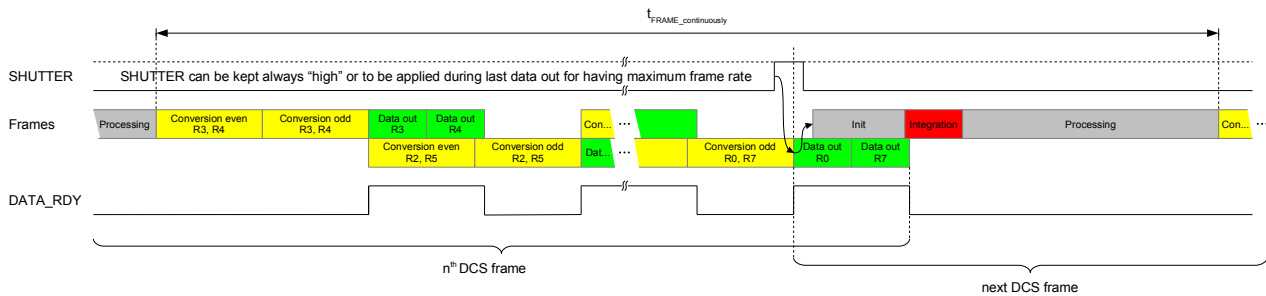 tFRAME_continuously
SHUTTER
SHUTTER can be kept always “high” or to be applied during last data out for having maximum frame rate
Frames
Processing
Conversion even
R3, R4
Conversion odd
R3, R4
Data out
R3
Data out
R4
Con...
...
Init
Integration
Processing
Con...
...
Conversion even
R2, R5
Conversion odd
R2, R5
Dat...
...
Conversion odd
R0, R7
Data out
R0
Data out
R7
DATA_RDY
nth DCS frame
next DCS frame